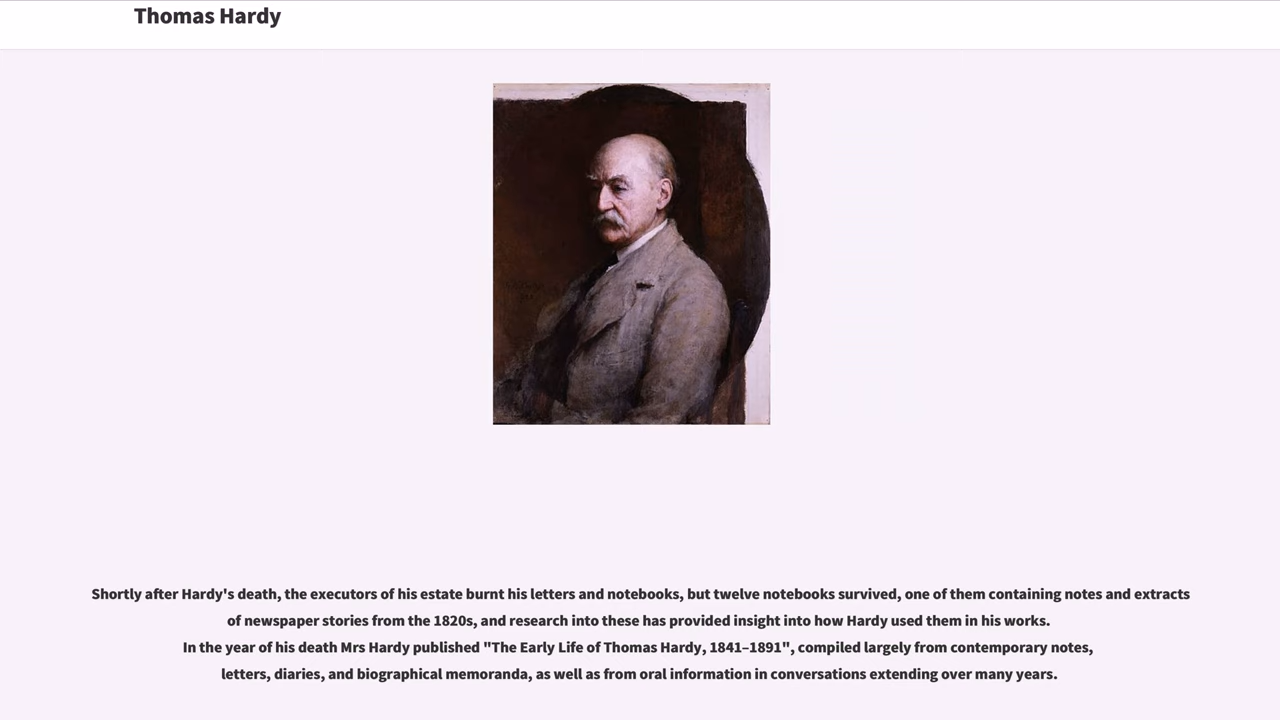 Thomas Hardy
Shortly after Hardy's death, the executors of his estate burnt his letters and notebooks, but twelve notebooks survived, one of them containing notes and extracts
of newspaper stories from the 1820s, and research into these has provided insight into how Hardy used them in his works.
In the year of his death Mrs Hardy published "The Early Life of Thomas Hardy, 1841–1891", compiled largely from contemporary notes,
letters, diaries, and biographical memoranda, as well as from oral information in conversations extending over many years.